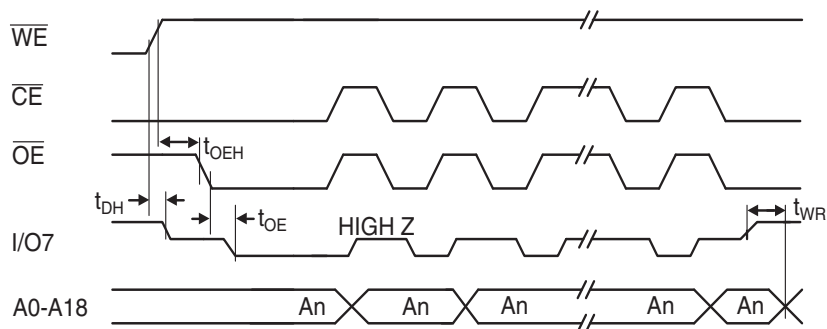 WE
CE
OE
tOEH
tDH
tOE
HIGH Z
tWR
I/O7
A0-A18 An An An An An